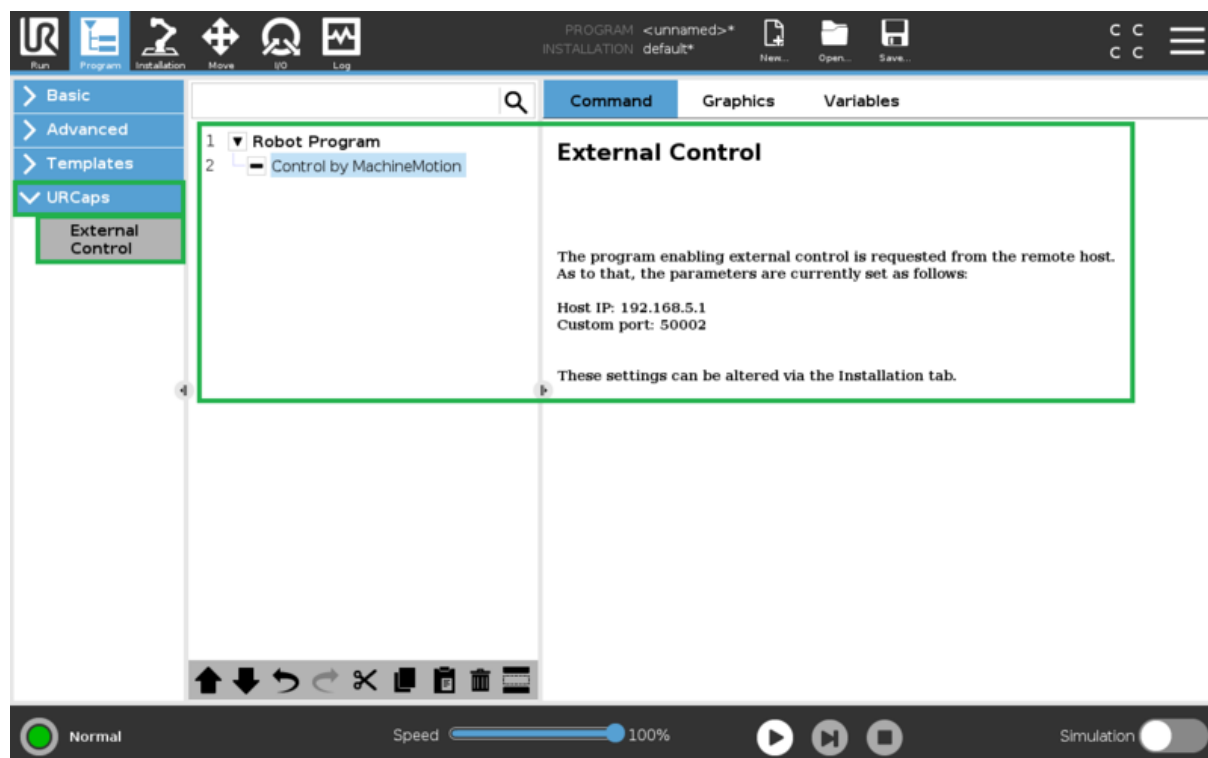 UR
PROGRAM <unnamed>*
INSTALLATION default*
Run Program Installation Move I/O Log
New... Open... Save...
C C
C C
Basic
Advanced
Templates
URCaps
External
Control
1 Robot Program
2 Control by MachineMotion
Command Graphics Variables
External Control
The program enabling external control is requested from the remote host.
As to that, the parameters are currently set as follows:
Host IP: 192.168.5.1
Custom port: 50002
These settings can be altered via the Installation tab.
Normal
Speed 100%
Simulation